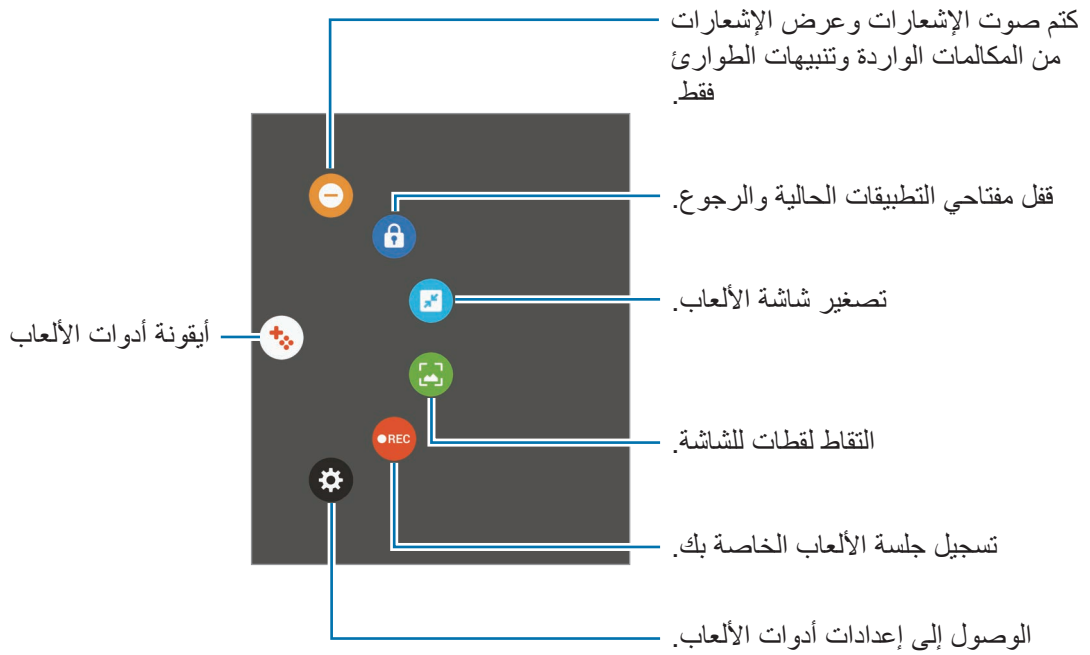 كتم صوت الإشعارات وعرض الإشعارات
من المكالمات الواردة وتنبيهات الطوارئ
فقط.
قفل مفتاحي التطبيقات الحالية والرجوع.
تصغير شاشة الألعاب.
أيقونة أدوات الألعاب
التقاط لقطات للشاشة.
REC
تسجيل جلسة الألعاب الخاصة بك.
الوصول إلى إعدادات أدوات الألعاب.